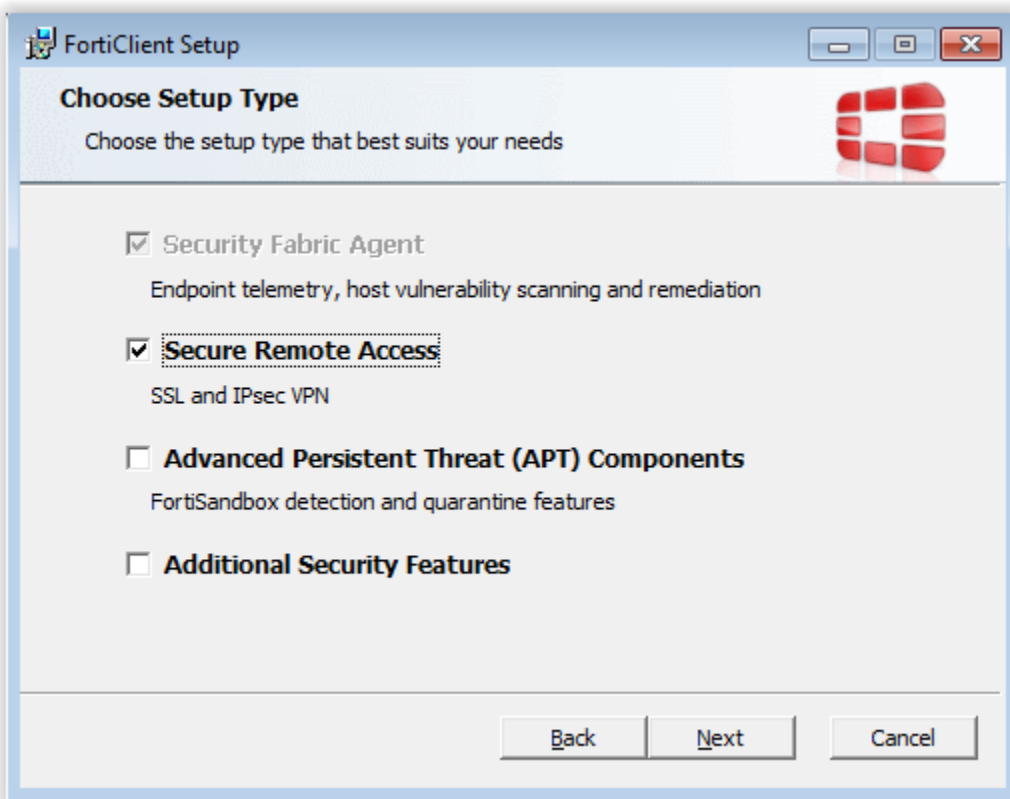 FortiClient Setup
Choose Setup Type
Choose the setup type that best suits your needs
Security Fabric Agent
Endpoint telemetry, host vulnerability scanning and remediation
Secure Remote Access
SSL and IPsec VPN
Advanced Persistent Threat (APT) Components
FortiSandbox detection and quarantine features
Additional Security Features
Back Next Cancel